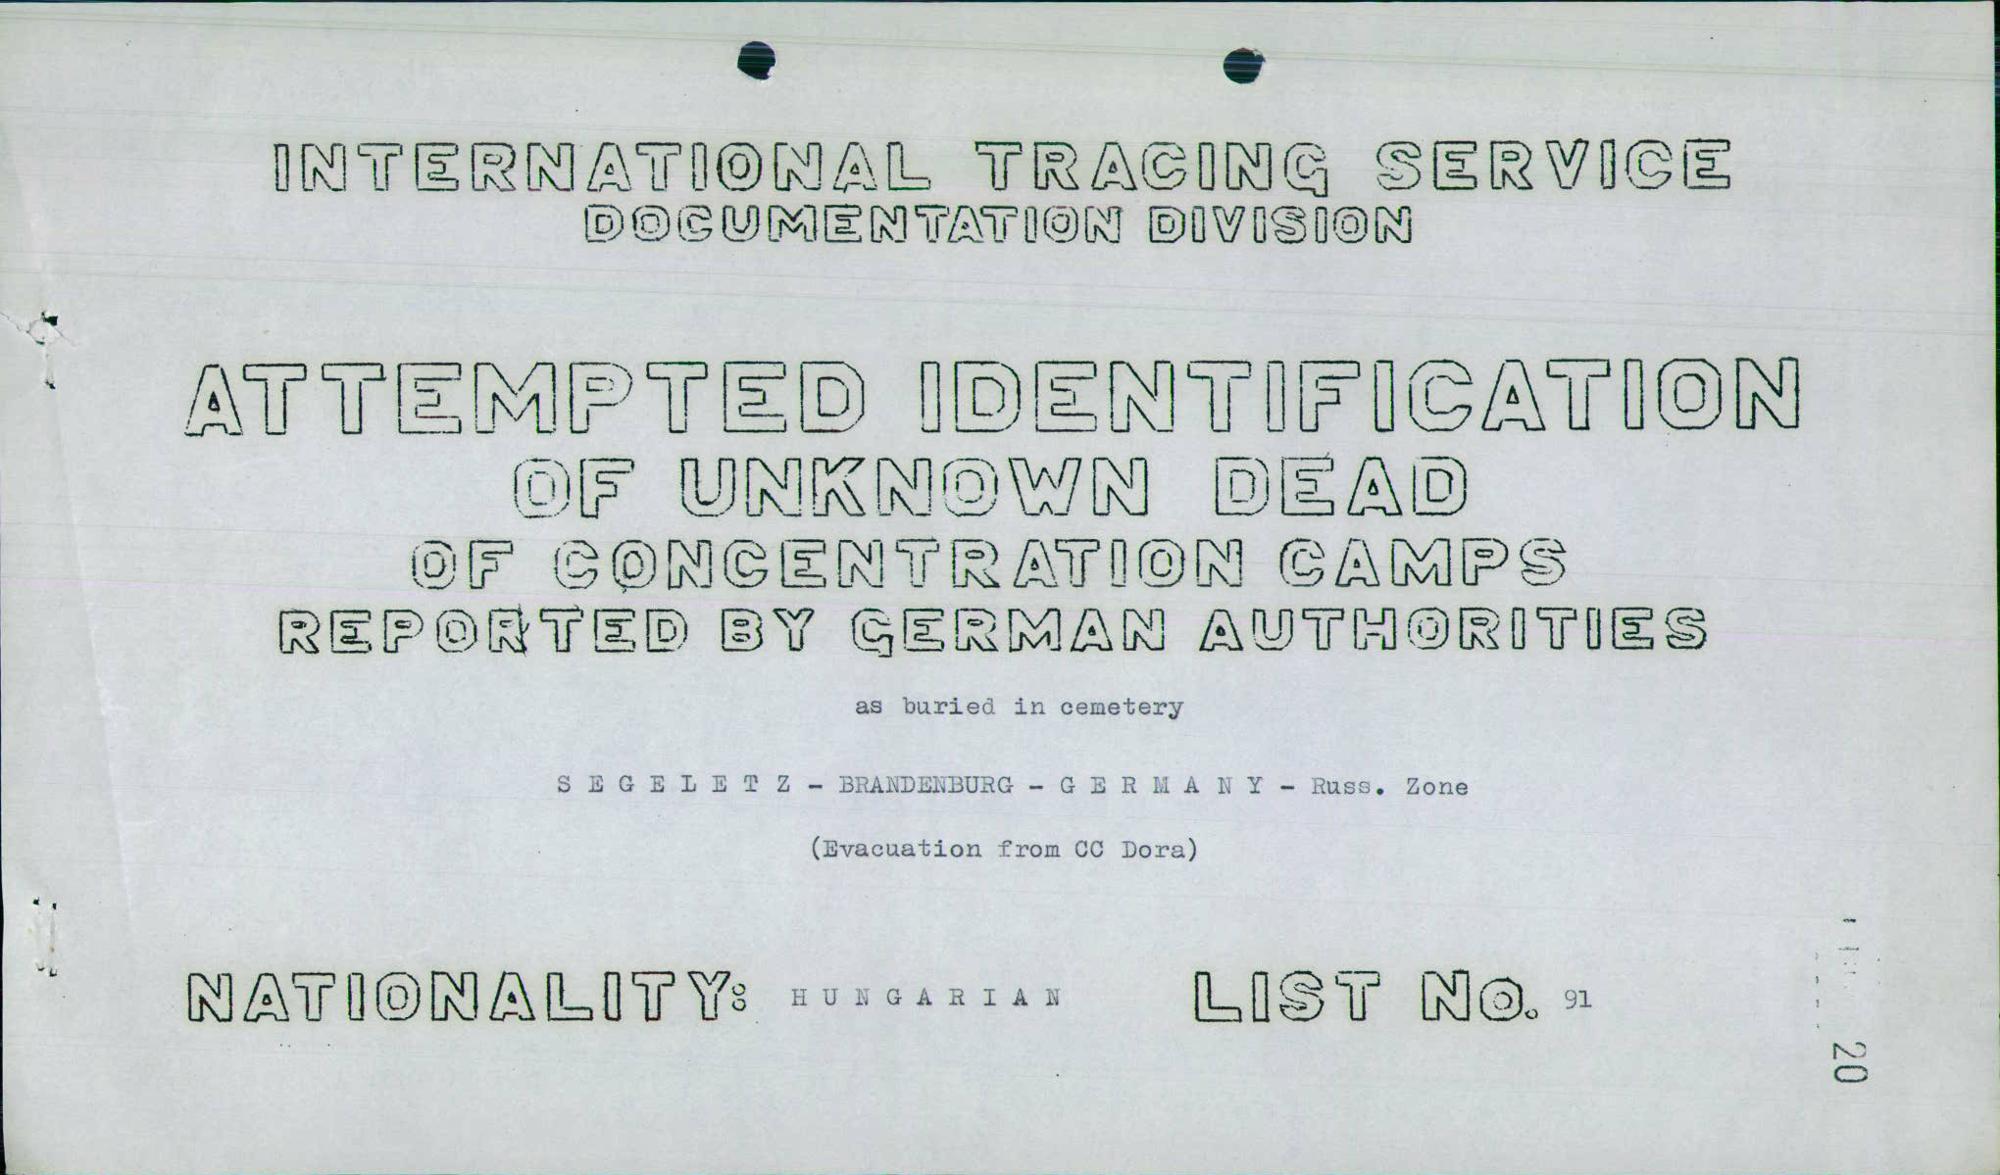 INTERNATIONAL TRACING SERVICE
DOCUMENTATION DIVISION
ATTEMPTED IDENTIFICATION
OF UNKNOWN DEAD
OF CONCENTRATION CAMPS
REPORTED BY GERMAN AUTHORITIES
as buried in cemetery
S E G E L E T Z - BRANDENBURG - G E R M A N Y - Russ. Zone
(Evacuation from CC Dora)
NATIONALITY: H U N G A R I A N LIST No. 91
20